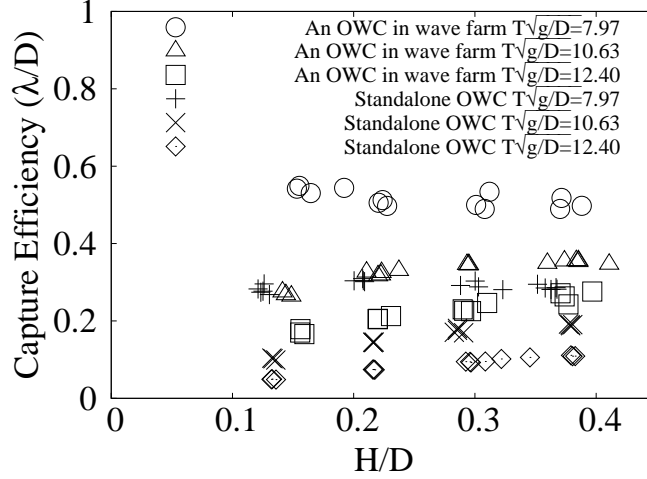 An OWC in wave farm T√g/D=7.97
An OWC in wave farm T√g/D=10.63
An OWC in wave farm T√g/D=12.40
Standalone OWC T√g/D=7.97
Standalone OWC T√g/D=10.63
Standalone OWC T√g/D=12.40
Capture Efficiency (λ/D)
1
0.8
0.6
0.4
0.2
0
0 0.1 0.2 0.3 0.4
H/D